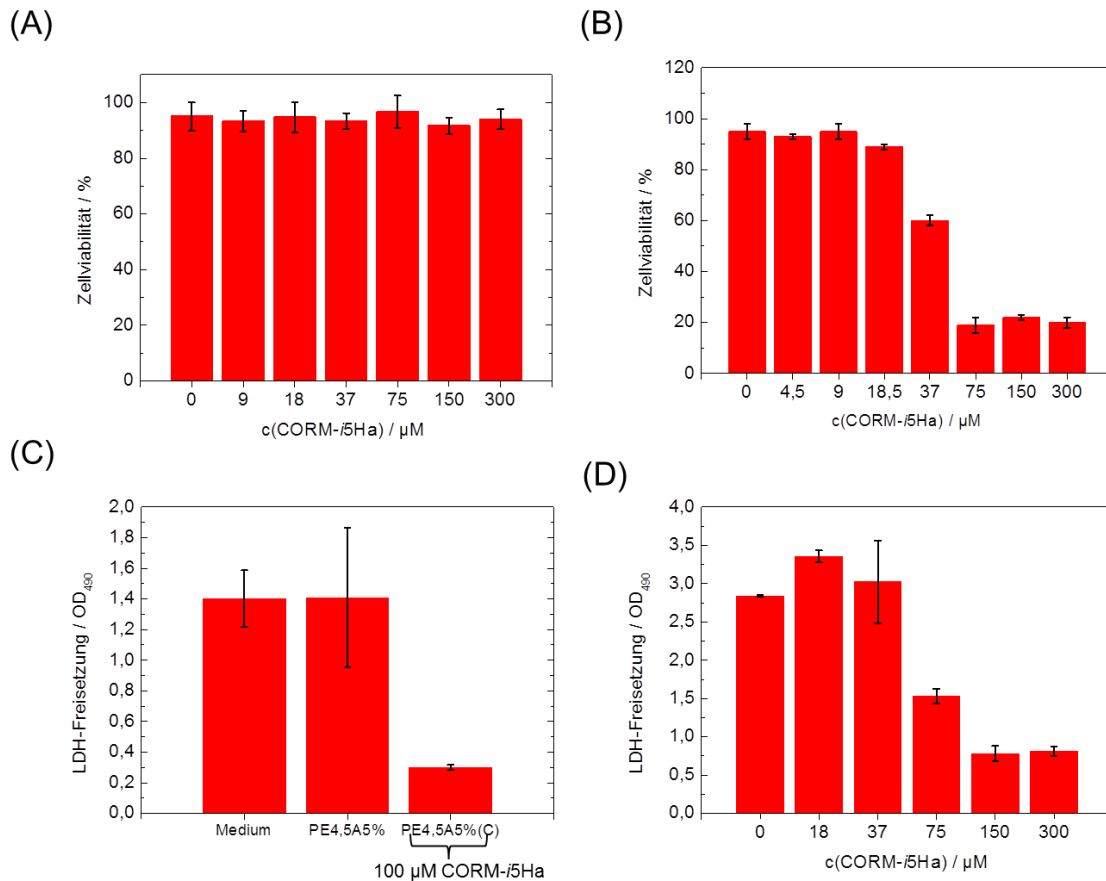 (A)
Zellviabilität / %
100
80
60
40
20
0
0 9 18 37 75 150 300
c(CORM-i5Ha) / µM
(B)
Zellviabilität / %
120
100
80
60
40
20
0
0 4,5 9 18,5 37 75 150 300
c(CORM-i5Ha) / µM
(C)
LDH-Freisetzung / OD490
2,0
1,8
1,6
1,4
1,2
1,0
0,8
0,6
0,4
0,2
0,0
Medium PE4,5A5% PE4,5A5%(C)
100 µM CORM-i5Ha
(D)
LDH-Freisetzung / OD490
4,0
3,5
3,0
2,5
2,0
1,5
1,0
0,5
0,0
0 18 37 75 150 300
c(CORM-i5Ha) / µM